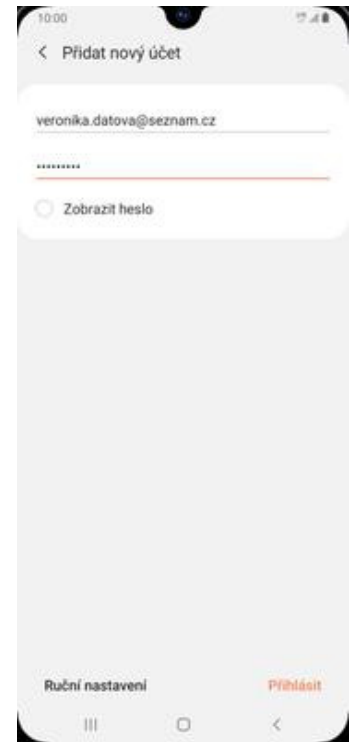 10:00
Přidat nový účet
veronika.datova@seznam.cz
•••••••••
Zobrazit heslo
Ruční nastavení
Přihlásit